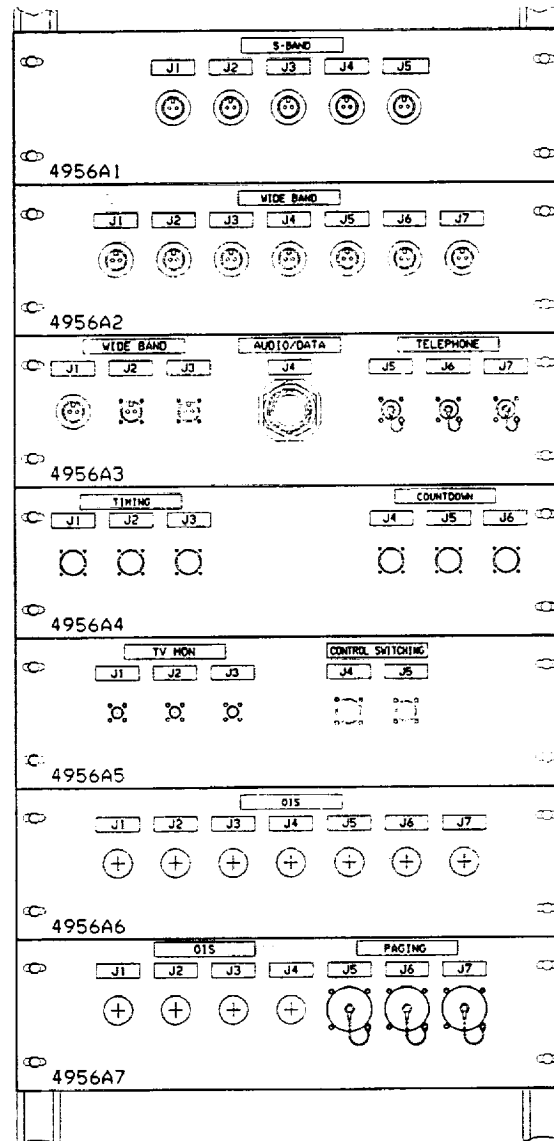 S-BAND
J1 J2 J3 J4 J5
4956A1
WIDE BAND
J1 J2 J3 J4 J5 J6 J7
4956A2
WIDE BAND AUDIO/DATA TELEPHONE
J1 J2 J3 J4 J5 J6 J7
4956A3
TIMING COUNTDOWN
J1 J2 J3 J4 J5 J6
4956A4
TV MON CONTROL SWITCHING
J1 J2 J3 J4 J5
4956A5
OIS
J1 J2 J3 J4 J5 J6 J7
4956A6
OIS PAGING
J1 J2 J3 J4 J5 J6 J7
4956A7